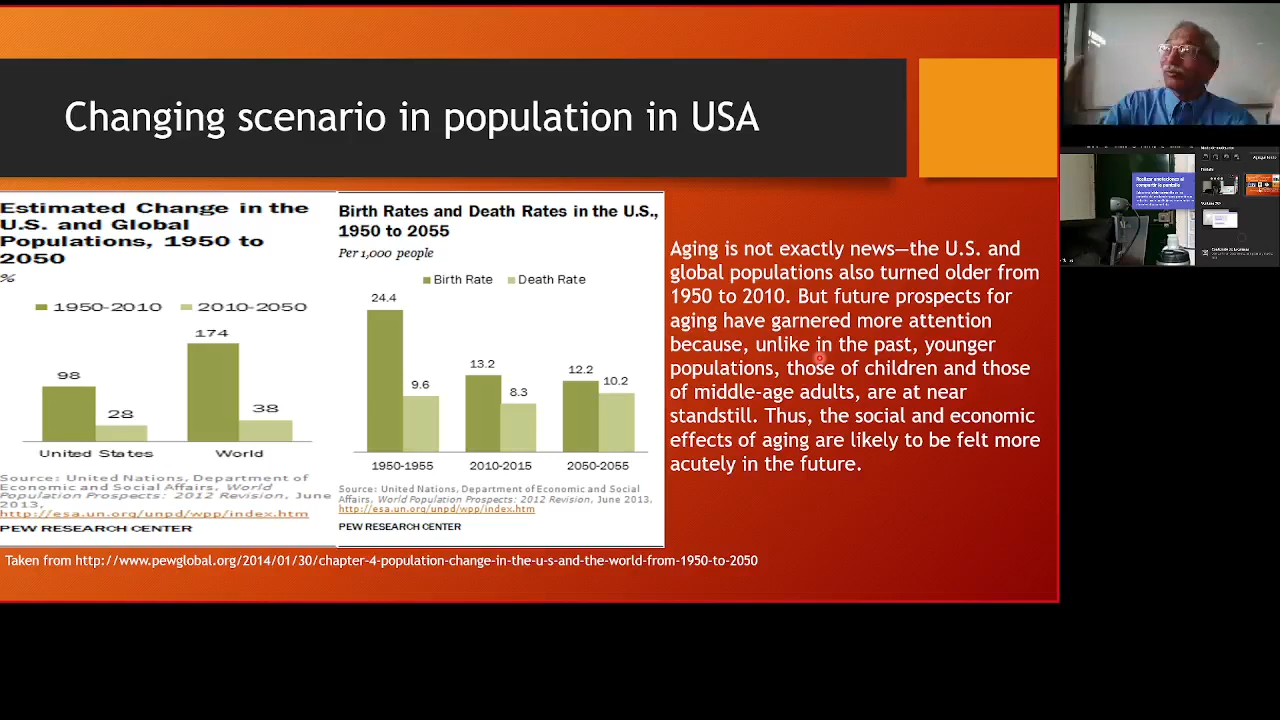 Changing scenario in population in USA
Estimated Change in the
U.S. and Global
Populations, 1950 to
2050
%
1950-2010 2010-2050
98
28
174
38
United States World
Source: United Nations, Department of
Economic and Social Affairs, World
Population Prospects: 2012 Revision, June
2013,
http://esa.un.org/unpd/wpp/index.htm
PEW RESEARCH CENTER
Birth Rates and Death Rates in the U.S.,
1950 to 2055
Per 1,000 people
Birth Rate Death Rate
24.4
9.6
13.2
8.3
12.2
10.2
1950-1955 2010-2015 2050-2055
Source: United Nations, Department of Economic and Social
Affairs, World Population Prospects: 2012 Revision, June 2013.
http://esa.un.org/unpd/wpp/index.htm
PEW RESEARCH CENTER
Aging is not exactly news—the U.S. and
global populations also turned older from
1950 to 2010. But future prospects for
aging have garnered more attention
because, unlike in the past, younger
populations, those of children and those
of middle-age adults, are at near
standstill. Thus, the social and economic
effects of aging are likely to be felt more
acutely in the future.
Taken from http://www.pewglobal.org/2014/01/30/chapter-4-population-change-in-the-u-s-and-the-world-from-1950-to-2050
Realizar anotaciones al
compartir la pantalla